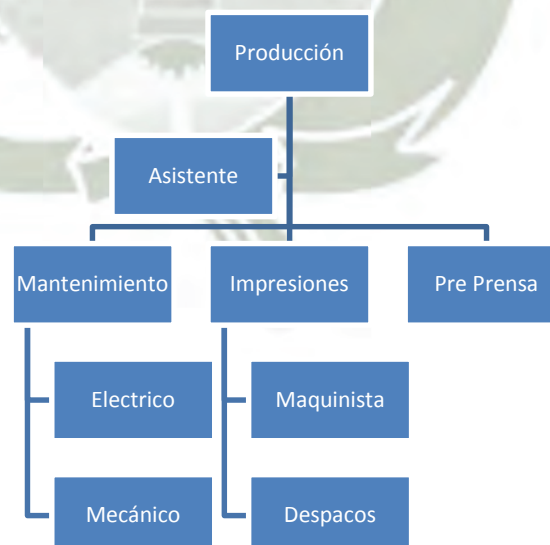 Producción
Asistente
Mantenimiento
Impresiones
Pre Prensa
Electrico
Maquinista
Mecánico
Despacos